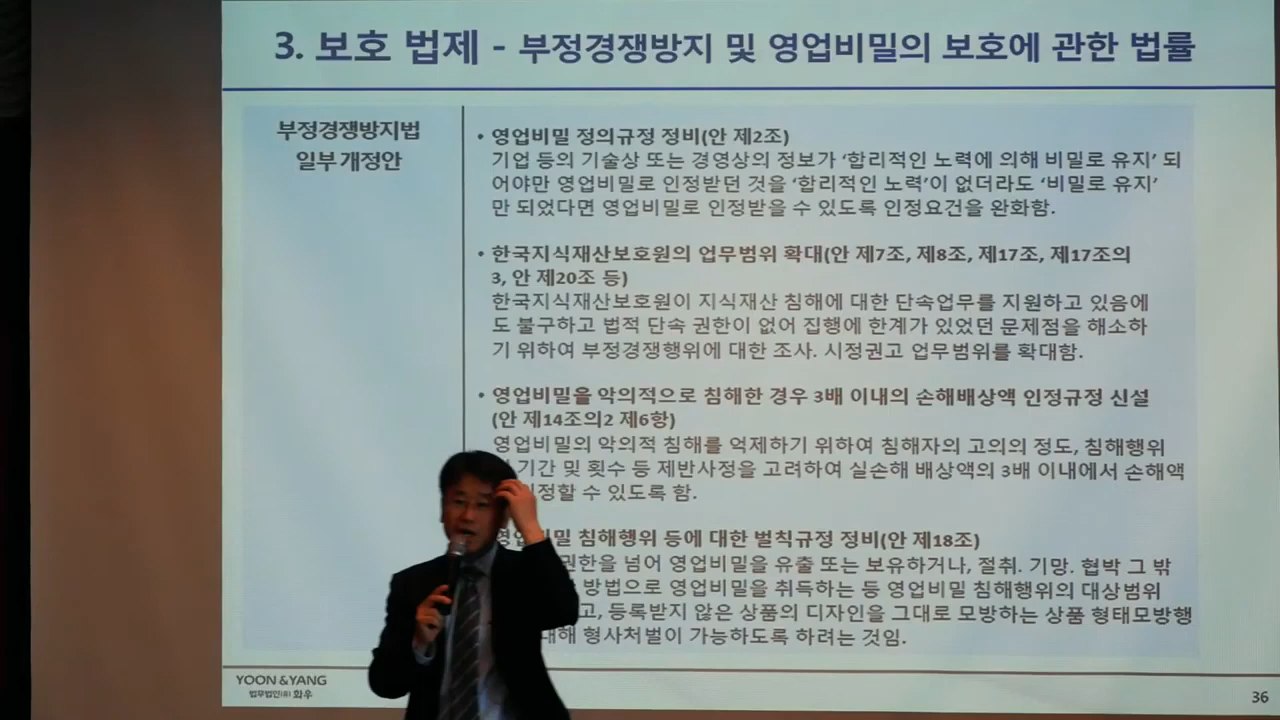 3. 보호 법제 - 부정경쟁방지 및 영업비밀의 보호에 관한 법률
부정경쟁방지법
일부 개정안
• 영업비밀 정의규정 정비(안 제2조)
기업 등의 기술상 또는 경영상의 정보가 ‘합리적인 노력에 의해 비밀로 유지’ 되
어야만 영업비밀로 인정받던 것을 ‘합리적인 노력’이 없더라도 ‘비밀로 유지’
만 되었다면 영업비밀로 인정받을 수 있도록 인정요건을 완화함.
• 한국지식재산보호원의 업무범위 확대(안 제7조, 제8조, 제17조, 제17조의
3, 안 제20조 등)
한국지식재산보호원이 지식재산 침해에 대한 단속업무를 지원하고 있음에
도 불구하고 법적 단속 권한이 없어 집행에 한계가 있었던 문제점을 해소하
기 위하여 부정경쟁행위에 대한 조사. 시정권고 업무범위를 확대함.
• 영업비밀을 악의적으로 침해한 경우 3배 이내의 손해배상액 인정규정 신설
(안 제14조의2 제6항)
영업비밀의 악의적 침해를 억제하기 위하여 침해자의 고의의 정도, 침해행위
기간 및 횟수 등 제반사정을 고려하여 실손해 배상액의 3배 이내에서 손해액
인정할 수 있도록 함.
영업비밀 침해행위 등에 대한 벌칙규정 정비(안 제18조)
권한을 넘어 영업비밀을 유출 또는 보유하거나, 절취. 기망. 협박 그 밖
방법으로 영업비밀을 취득하는 등 영업비밀 침해행위의 대상범위
고, 등록받지 않은 상품의 디자인을 그대로 모방하는 상품 형태모방행
대해 형사처벌이 가능하도록 하려는 것임.
YOON & YANG
법무법인(유) 화우
36